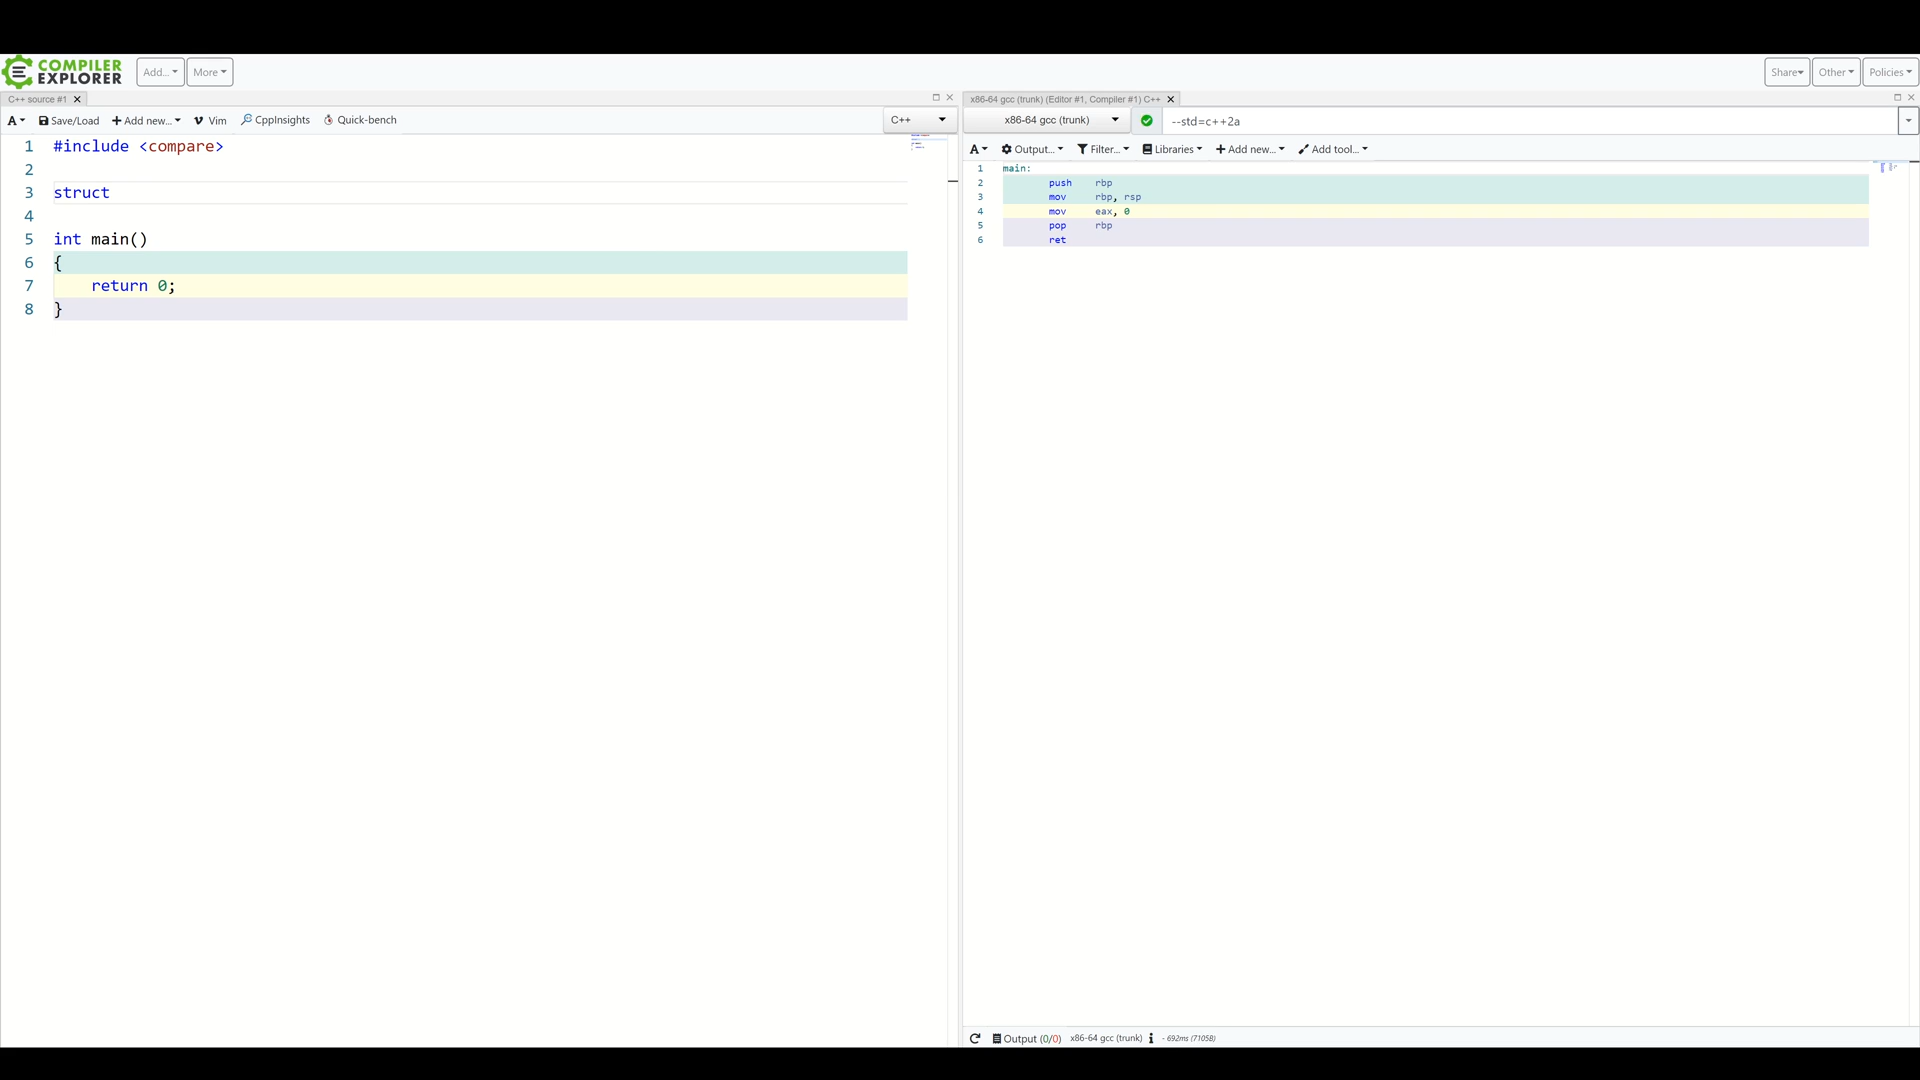 COMPILER
EXPLORER
Add...
More
Share
Other
Policies
C++ source #1
A
Save/Load
Add new...
Vim
CppInsights
Quick-bench
C++
1 #include <compare>
2
3 struct
4
5 int main()
6 {
7     return 0;
8 }
x86-64 gcc (trunk) (Editor #1, Compiler #1) C++
x86-64 gcc (trunk)
--std=c++2a
A
Output...
Filter...
Libraries
Add new...
Add tool...
1 main:
2         push    rbp
3         mov     rbp, rsp
4         mov     eax, 0
5         pop     rbp
6         ret
Output (0/0) x86-64 gcc (trunk) i - 692ms (7105B)